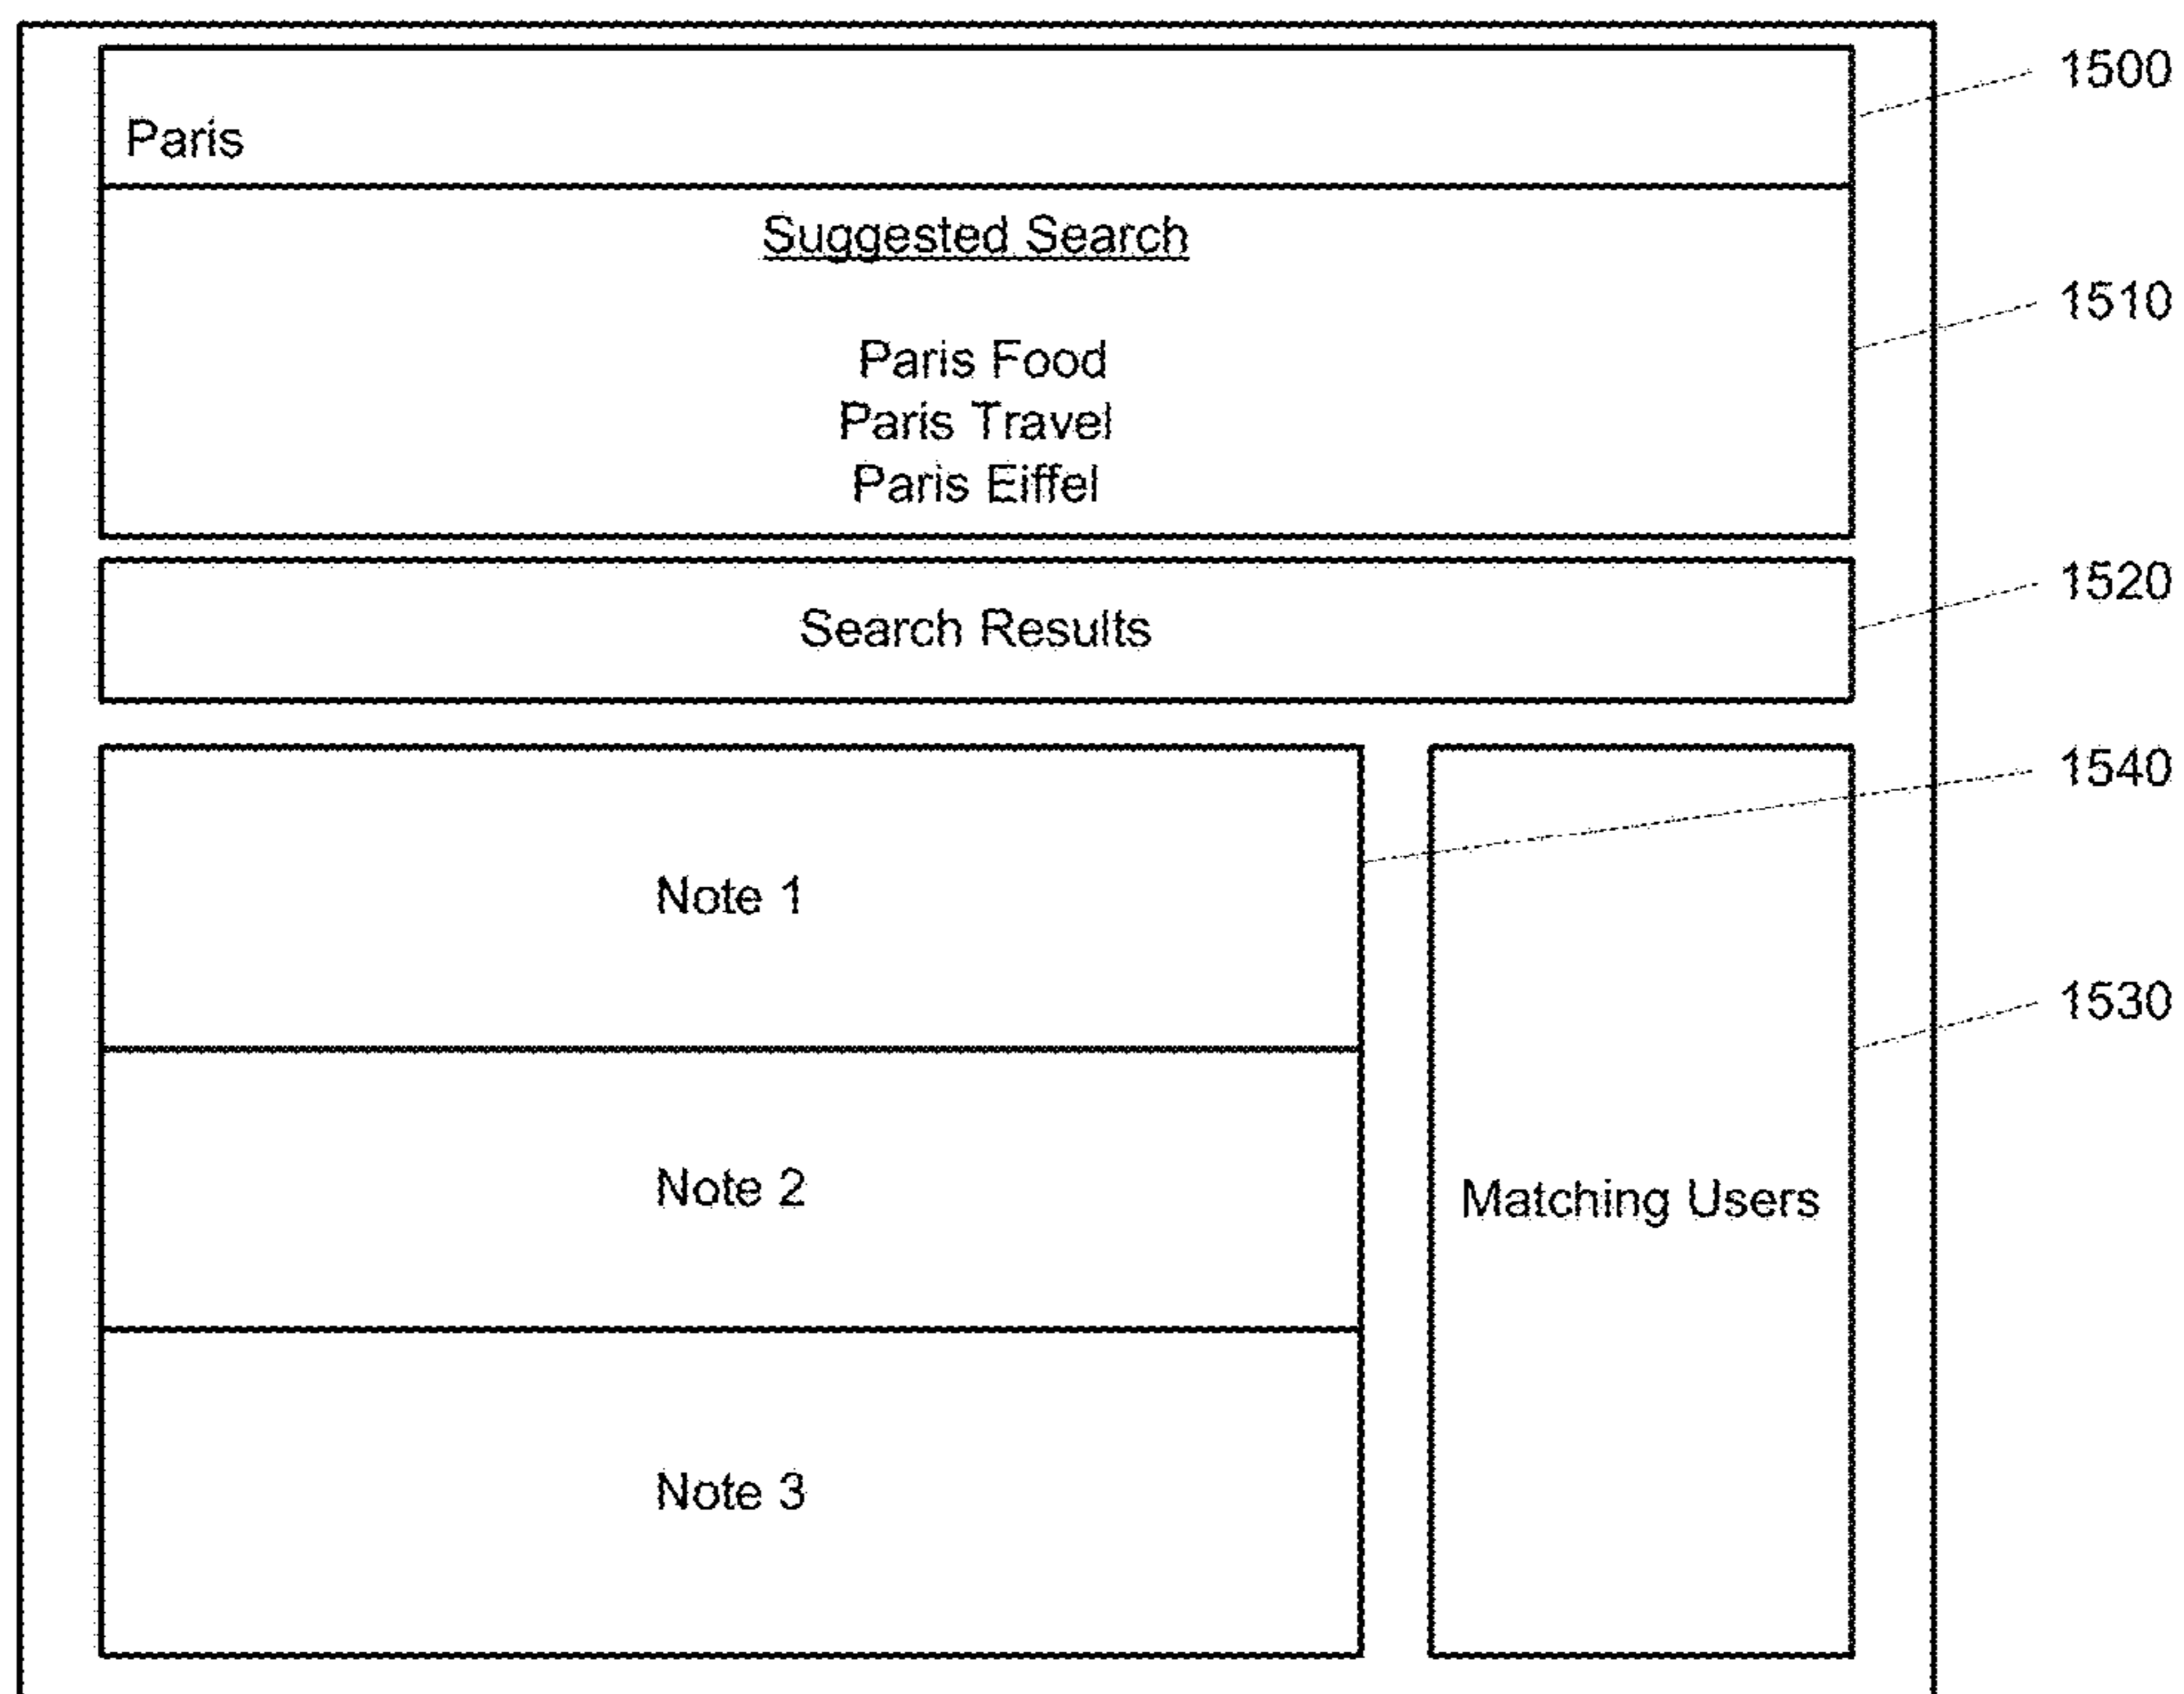 Paris
1500
Suggested Search
1510
Paris Food
Paris Travel
Paris Eiffel
1520
Search Results
1540
Note 1
1530
Note 2
Matching Users
Note 3